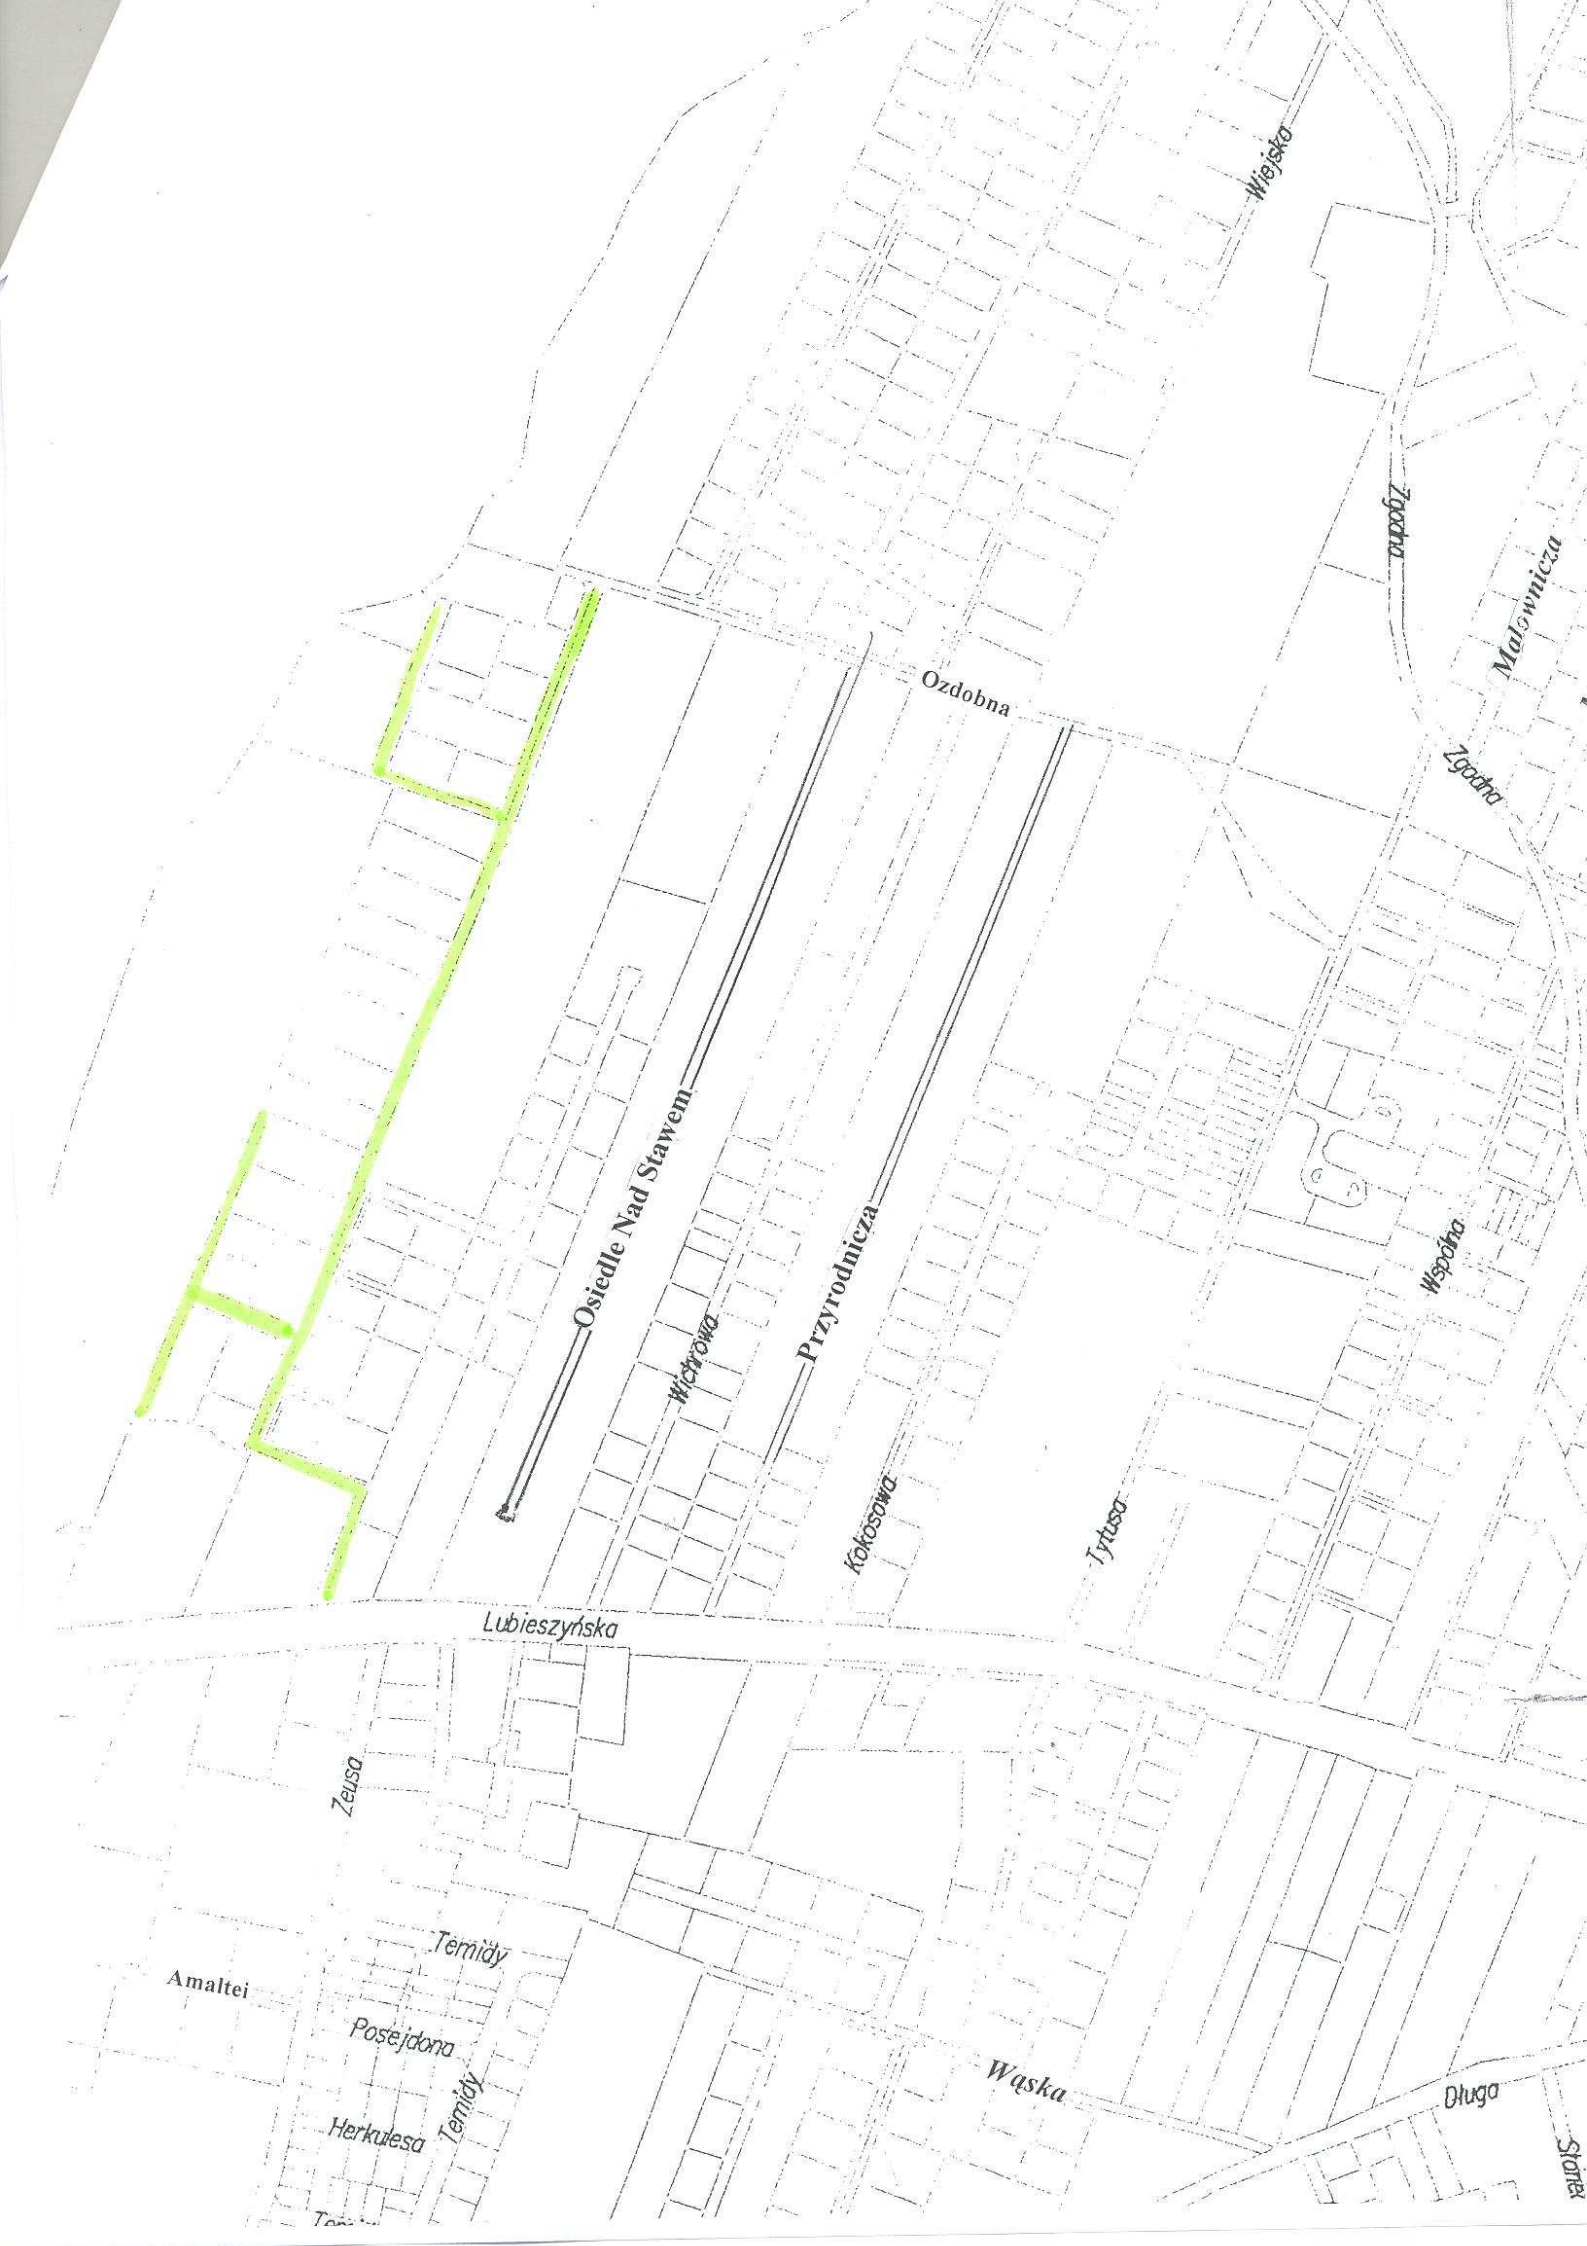 Wiejska
Zgodna
Malownicza
Ozdobna
Zgodna
Osiedle Nad Stawem
Przyrodnicza
Wspólna
Wichrowa
Kokosowa
Tytusa
Lubieszyńska
Zeusa
Temidy
Amaltei
Posejdona
Temidy
Wąska
Długa
Herkulesa